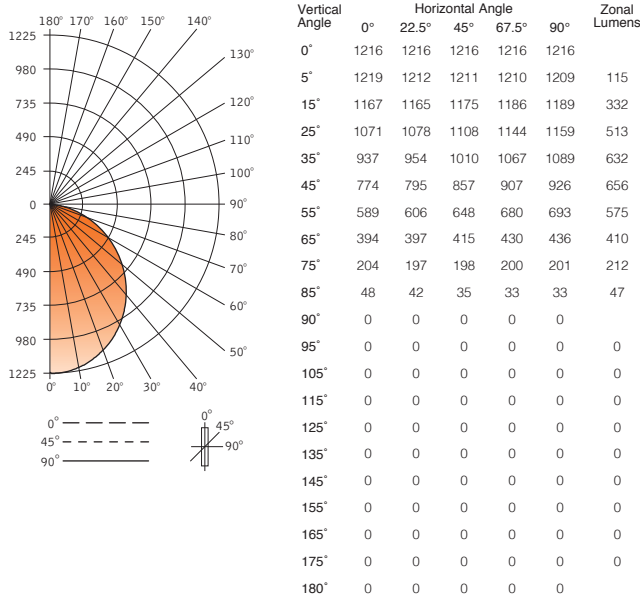 180° 170° 160° 150° 140°
1225
130°
980
120°
735
110°
490
100°
245
0
90°
80°
245
70°
490
60°
735
50°
980
1225
0° 10° 20° 30° 40°
0°
45°
90°
0°
45°
90°
Vertical Angle Horizontal Angle Zonal Lumens
0° 22.5° 45° 67.5° 90°
0° 1216 1216 1216 1216 1216
5° 1219 1212 1211 1210 1209 115
15° 1167 1165 1175 1186 1189 332
25° 1071 1078 1108 1144 1159 513
35° 937 954 1010 1067 1089 632
45° 774 795 857 907 926 656
55° 589 606 648 680 693 575
65° 394 397 415 430 436 410
75° 204 197 198 200 201 212
85° 48 42 35 33 33 47
90° 0 0 0 0 0
95° 0 0 0 0 0 0
105° 0 0 0 0 0 0
115° 0 0 0 0 0 0
125° 0 0 0 0 0 0
135° 0 0 0 0 0 0
145° 0 0 0 0 0 0
155° 0 0 0 0 0 0
165° 0 0 0 0 0 0
175° 0 0 0 0 0 0
180° 0 0 0 0 0